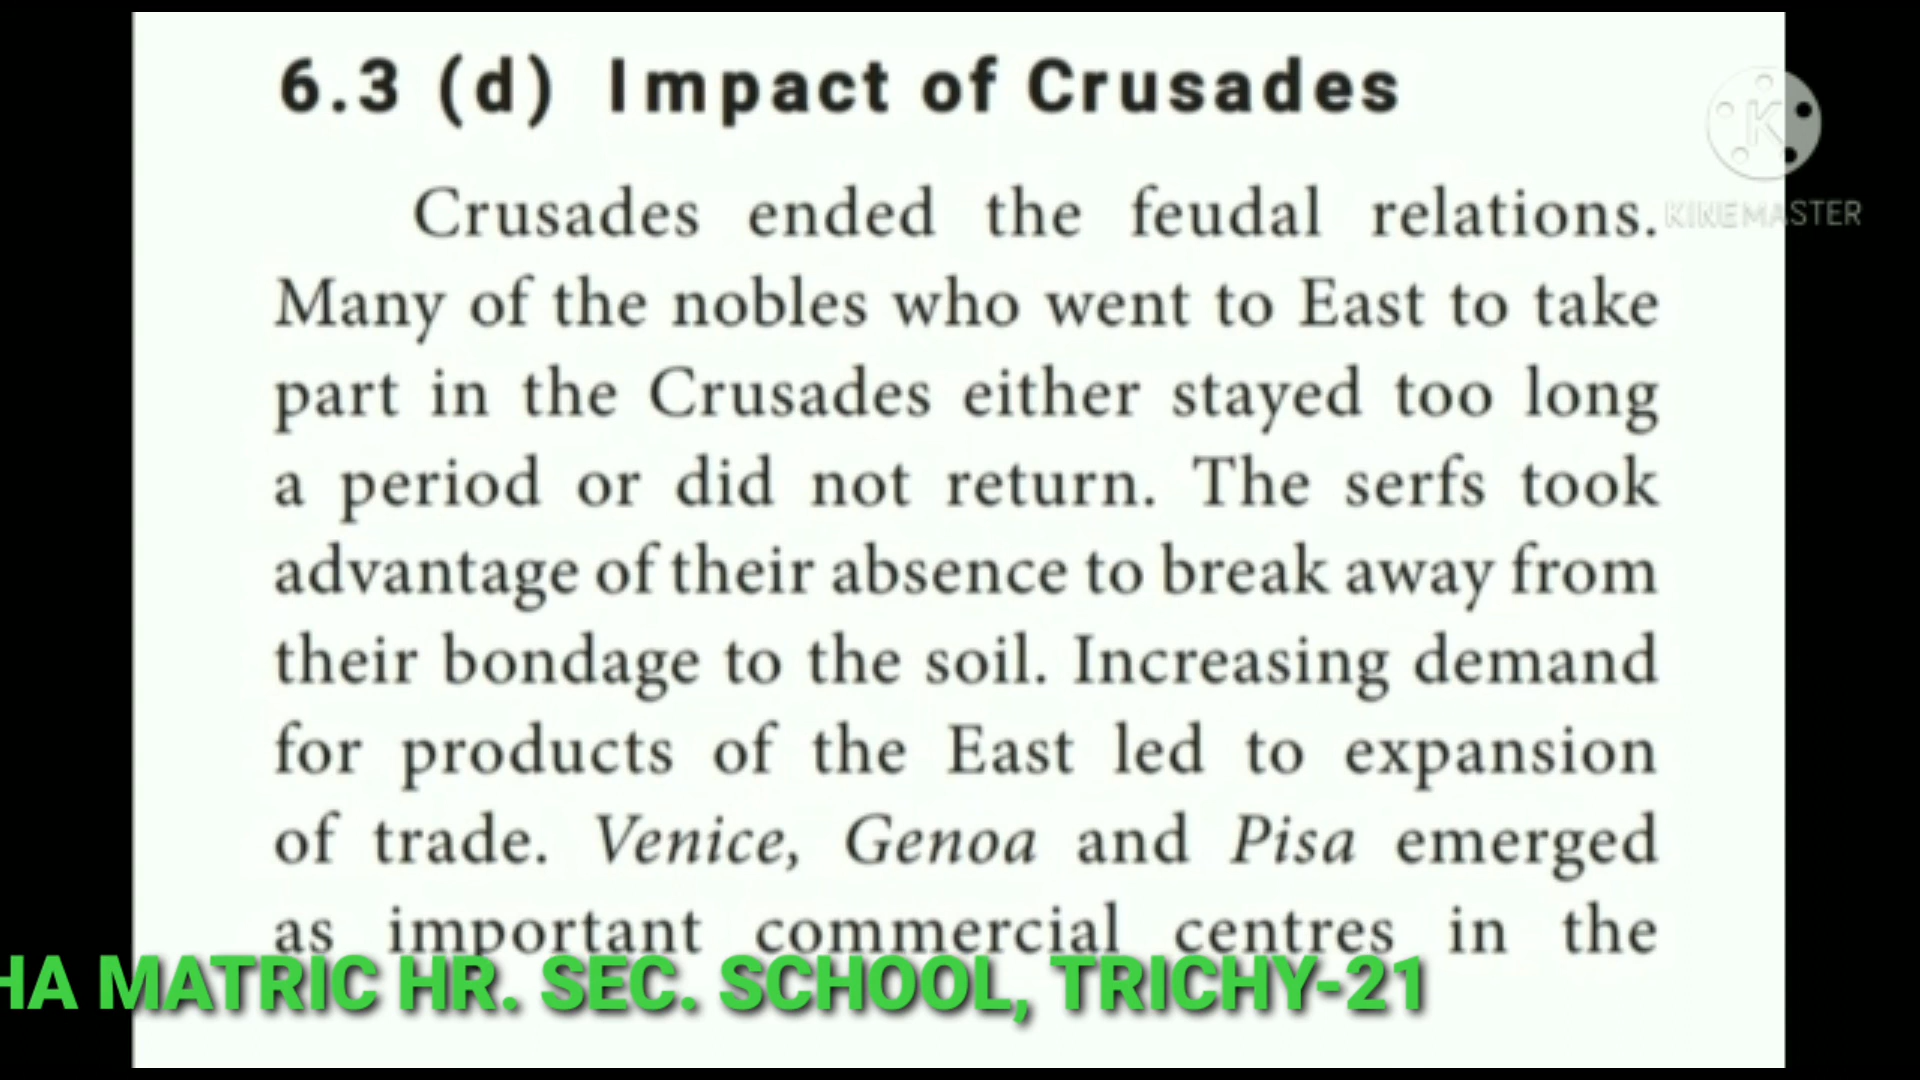 6.3 (d) Impact of Crusades
Crusades ended the feudal relations.
Many of the nobles who went to East to take
part in the Crusades either stayed too long
a period or did not return. The serfs took
advantage of their absence to break away from
their bondage to the soil. Increasing demand
for products of the East led to expansion
of trade. Venice, Genoa and Pisa emerged
as important commercial centres in the
HA MATRIC HR. SEC. SCHOOL, TRICHY-21
K
KINEMASTER